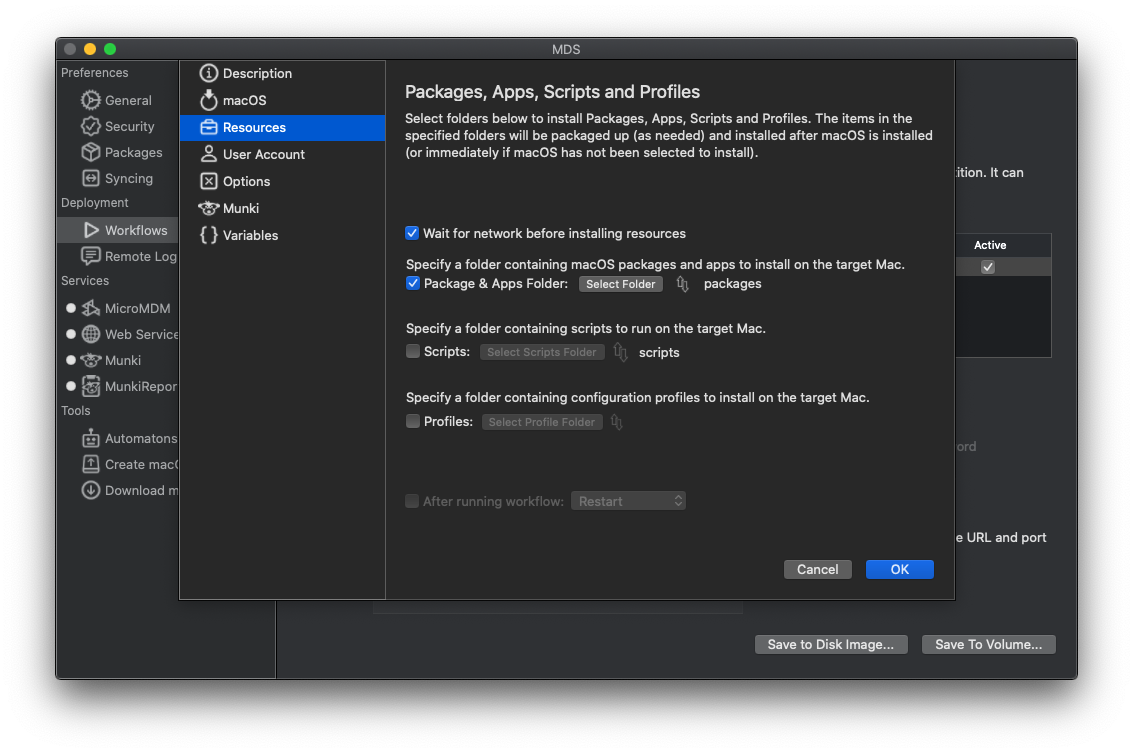 MDS
Preferences
General
Security
Packages
Syncing
Deployment
Workflows
Remote Log
Services
MicroMDM
Web Service
Munki
MunkiRepor
Tools
Automatons
Create mac
Download m
Description
macOS
Resources
User Account
Options
Munki
Variables
Packages, Apps, Scripts and Profiles
Select folders below to install Packages, Apps, Scripts and Profiles. The items in the
specified folders will be packaged up (as needed) and installed after macOS is installed
(or immediately if macOS has not been selected to install).
Wait for network before installing resources
Specify a folder containing macOS packages and apps to install on the target Mac.
Package & Apps Folder: Select Folder packages
Specify a folder containing scripts to run on the target Mac.
Scripts: Select Scripts Folder scripts
Specify a folder containing configuration profiles to install on the target Mac.
Profiles: Select Profile Folder
After running workflow: Restart
Cancel OK
ition. It can
Active
ord
e URL and port
Save to Disk Image... Save To Volume...